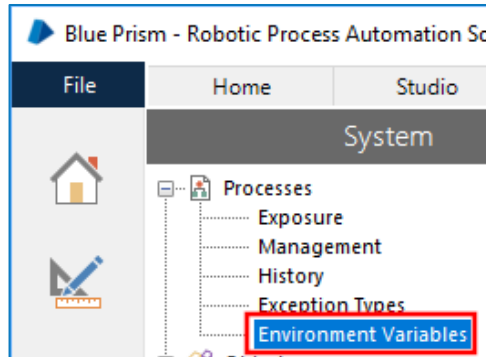 Blue Prism - Robotic Process Automation So
File Home Studio
System
Processes
Exposure
Management
History
Exception Types
Environment Variables